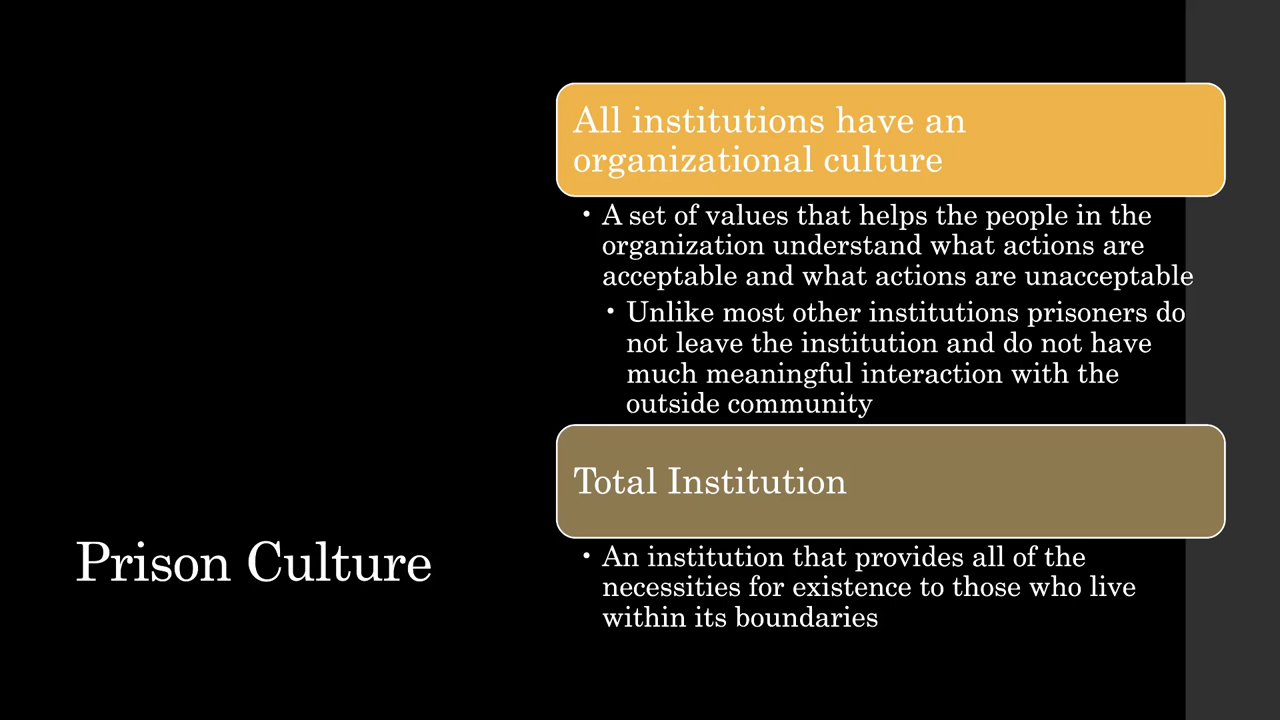 All institutions have an
organizational culture
• A set of values that helps the people in the
organization understand what actions are
acceptable and what actions are unacceptable
• Unlike most other institutions prisoners do
not leave the institution and do not have
much meaningful interaction with the
outside community
Total Institution
• An institution that provides all of the
necessities for existence to those who live
within its boundaries
Prison Culture